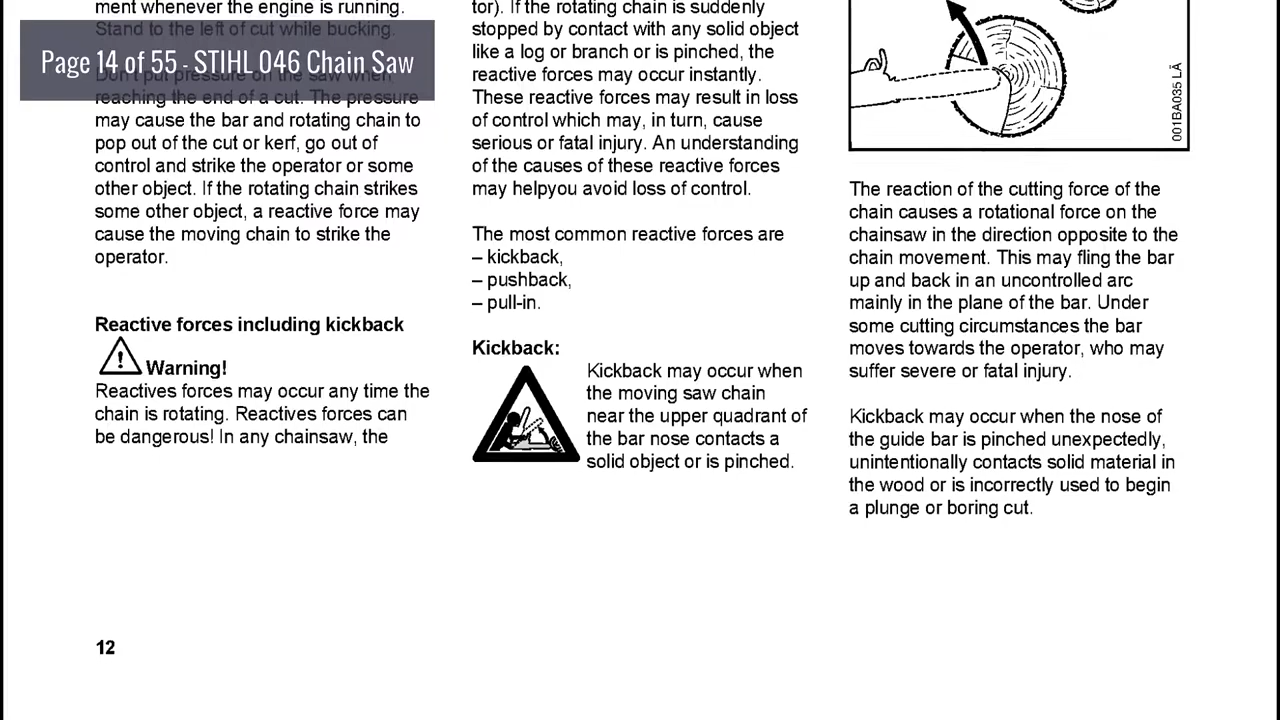 Page 14 of 55 - STIHL 046 Chain Saw
ment whenever the engine is running.
Stand to the left of cut while bucking.
Don't put pressure on the saw when
reaching the end of a cut. The pressure
may cause the bar and rotating chain to
pop out of the cut or kerf, go out of
control and strike the operator or some
other object. If the rotating chain strikes
some other object, a reactive force may
cause the moving chain to strike the
operator.
Reactive forces including kickback
Warning!
Reactives forces may occur any time the
chain is rotating. Reactives forces can
be dangerous! In any chainsaw, the
12
tor). If the rotating chain is suddenly
stopped by contact with any solid object
like a log or branch or is pinched, the
reactive forces may occur instantly.
These reactive forces may result in loss
of control which may, in turn, cause
serious or fatal injury. An understanding
of the causes of these reactive forces
may helpyou avoid loss of control.
The most common reactive forces are
– kickback,
– pushback,
– pull-in.
Kickback:
Kickback may occur when
the moving saw chain
near the upper quadrant of
the bar nose contacts a
solid object or is pinched.
001BA035 LÄ
The reaction of the cutting force of the
chain causes a rotational force on the
chainsaw in the direction opposite to the
chain movement. This may fling the bar
up and back in an uncontrolled arc
mainly in the plane of the bar. Under
some cutting circumstances the bar
moves towards the operator, who may
suffer severe or fatal injury.
Kickback may occur when the nose of
the guide bar is pinched unexpectedly,
unintentionally contacts solid material in
the wood or is incorrectly used to begin
a plunge or boring cut.